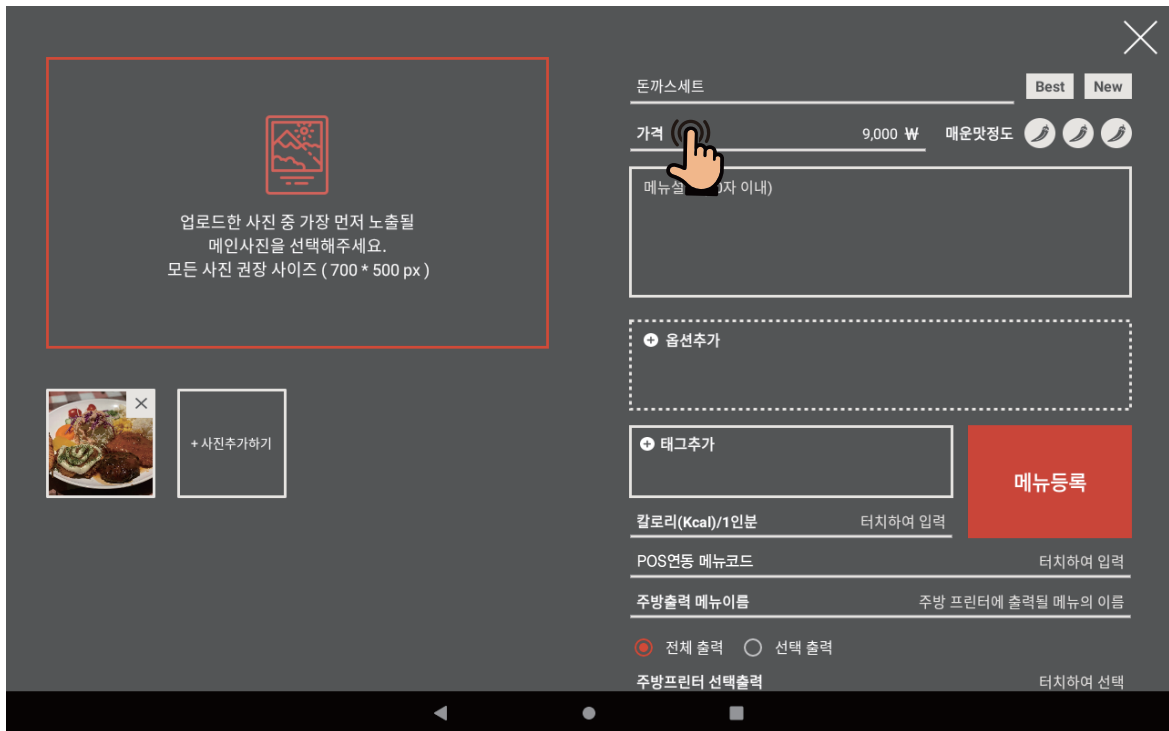 업로드한 사진 중 가장 먼저 노출될
메인사진을 선택해주세요.
모든 사진 권장 사이즈 ( 700 * 500 px )
+ 사진추가하기
돈까스세트
Best New
가격 9,000 ₩ 매운맛정도
자 이내)
옵션추가
태그추가
메뉴등록
칼로리(Kcal)/1인분 터치하여 입력
POS연동 메뉴코드 터치하여 입력
주방출력 메뉴이름 주방 프린터에 출력될 메뉴의 이름
전체 출력 선택 출력
주방프린터 선택출력 터치하여 선택